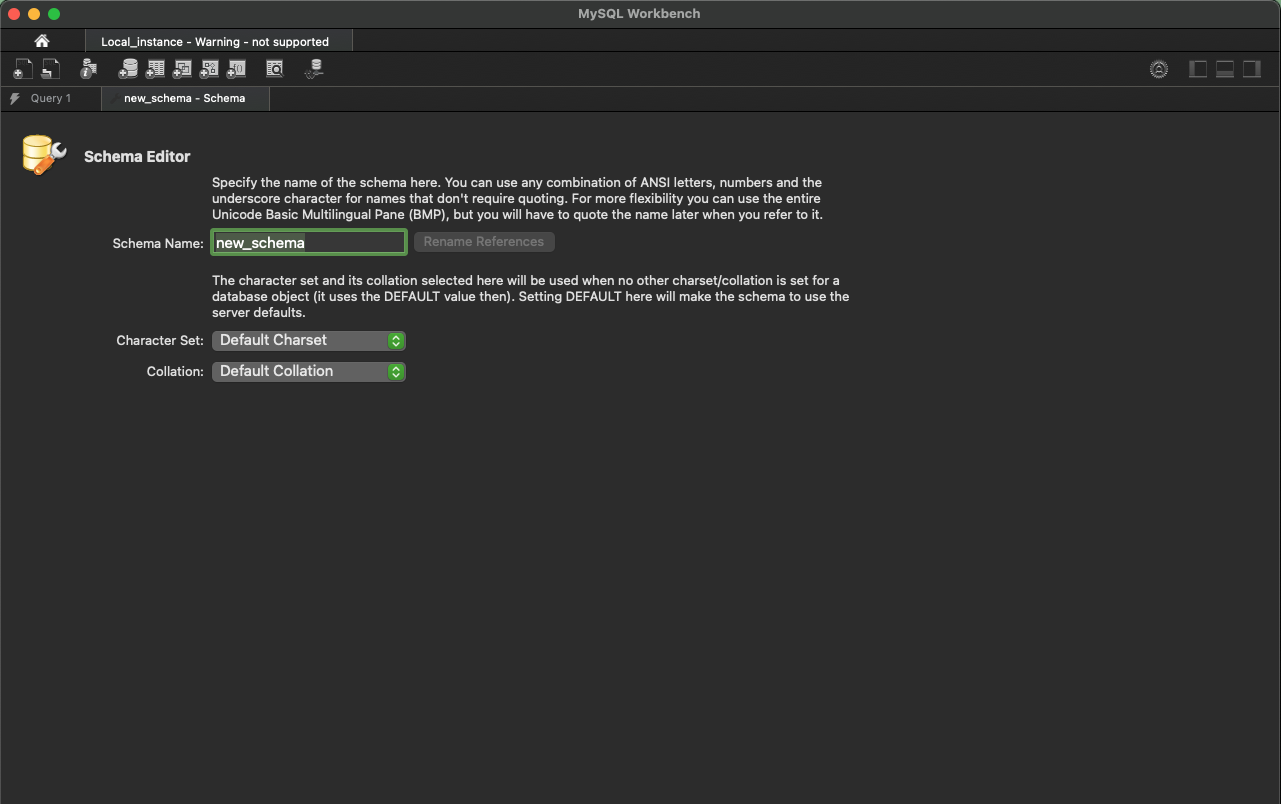 MySQL Workbench
Local_instance - Warning - not supported
Query 1
new_schema - Schema
Schema Editor
Specify the name of the schema here. You can use any combination of ANSI letters, numbers and the
underscore character for names that don't require quoting. For more flexibility you can use the entire
Unicode Basic Multilingual Pane (BMP), but you will have to quote the name later when you refer to it.
Schema Name: new_schema Rename References
The character set and its collation selected here will be used when no other charset/collation is set for a
database object (it uses the DEFAULT value then). Setting DEFAULT here will make the schema to use the
server defaults.
Character Set: Default Charset
Collation: Default Collation